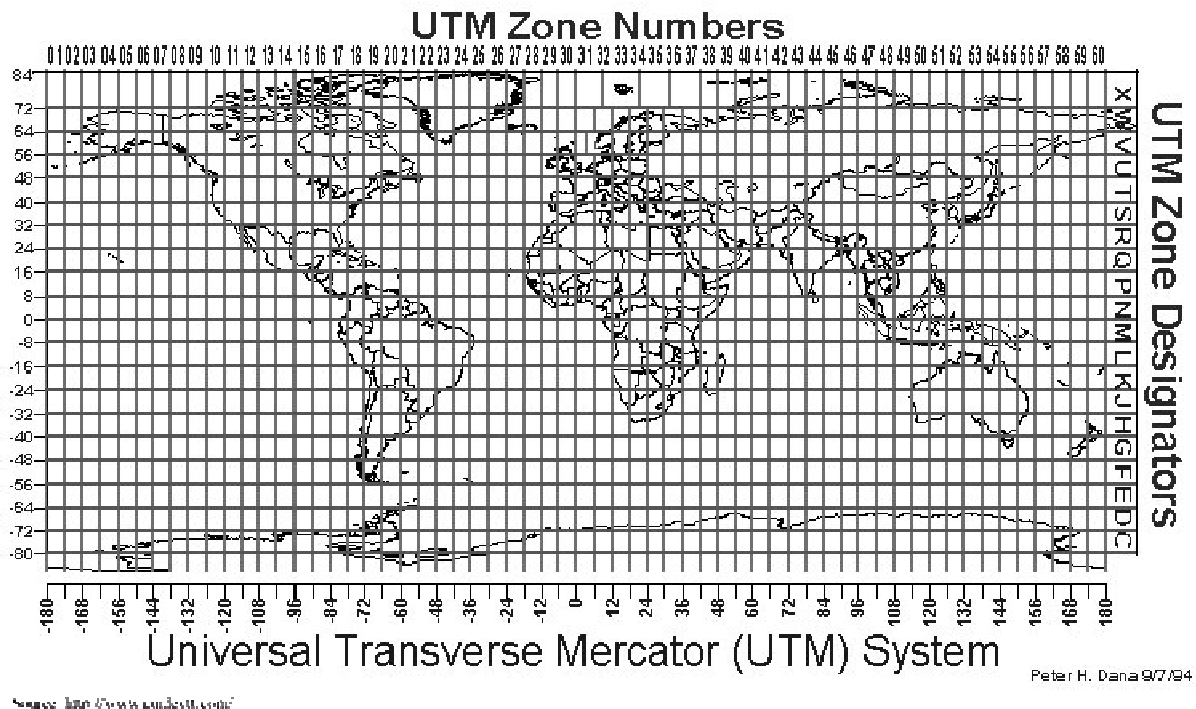 UTM Zone Numbers
01 02 03 04 05 06 07 08 09 10 11 12 13 14 15 16 17 18 19 20 21 22 23 24 25 26 27 28 29 30 31 32 33 34 35 36 37 38 39 40 41 42 43 44 45 46 47 48 49 50 51 52 53 54 55 56 57 58 59 60
84
72
64
56
48
40
32
24
16
8
0
-8
-16
-24
-32
-40
-48
-56
-64
-72
-80
X
W
V
U
T
S
R
Q
P
N
M
L
K
J
H
G
F
E
D
C
UTM Zone Designators
-180 -168 -156 -144 -132 -120 -108 -96 -84 -72 -60 -48 -36 -24 -12 0 12 24 36 48 60 72 84 96 108 120 132 144 156 168 180
Universal Transverse Mercator (UTM) System
Peter H. Dana 9/7/94
Source: